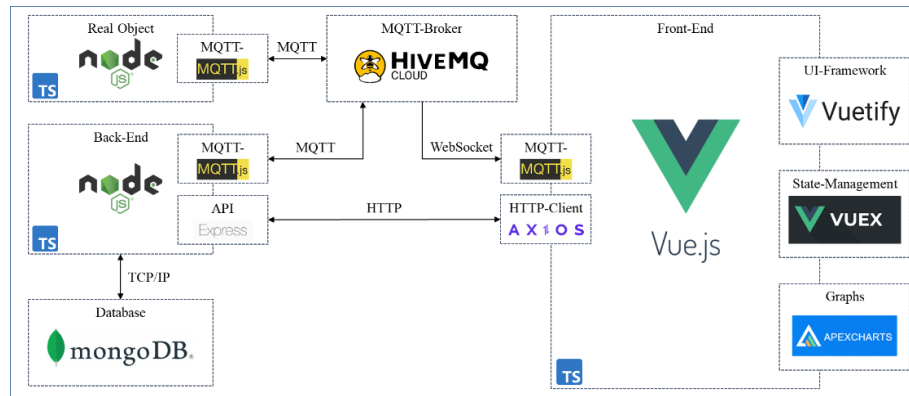 Real Object
node
JS
TS
MQTT-
MQTT.js
MQTT
MQTT-Broker
HIVEMQ
CLOUD
Back-End
node
JS
TS
MQTT-
MQTT.js
MQTT
API
Express
HTTP
WebSocket
MQTT-
MQTT.js
HTTP-Client
AXIOS
TCP/IP
Database
mongoDB®
Front-End
Vue.js
TS
UI-Framework
Vuetify
State-Management
VUEX
Graphs
APEXCHARTS